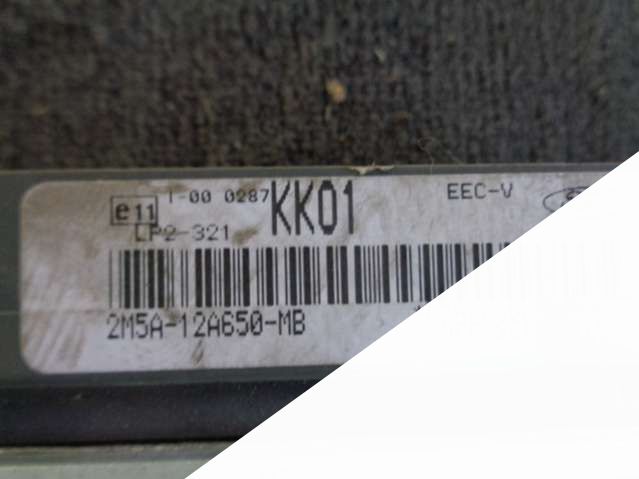 e11 1-00 0287 KK01 EEC-V
LP2-321
2M5A-12A650-MB